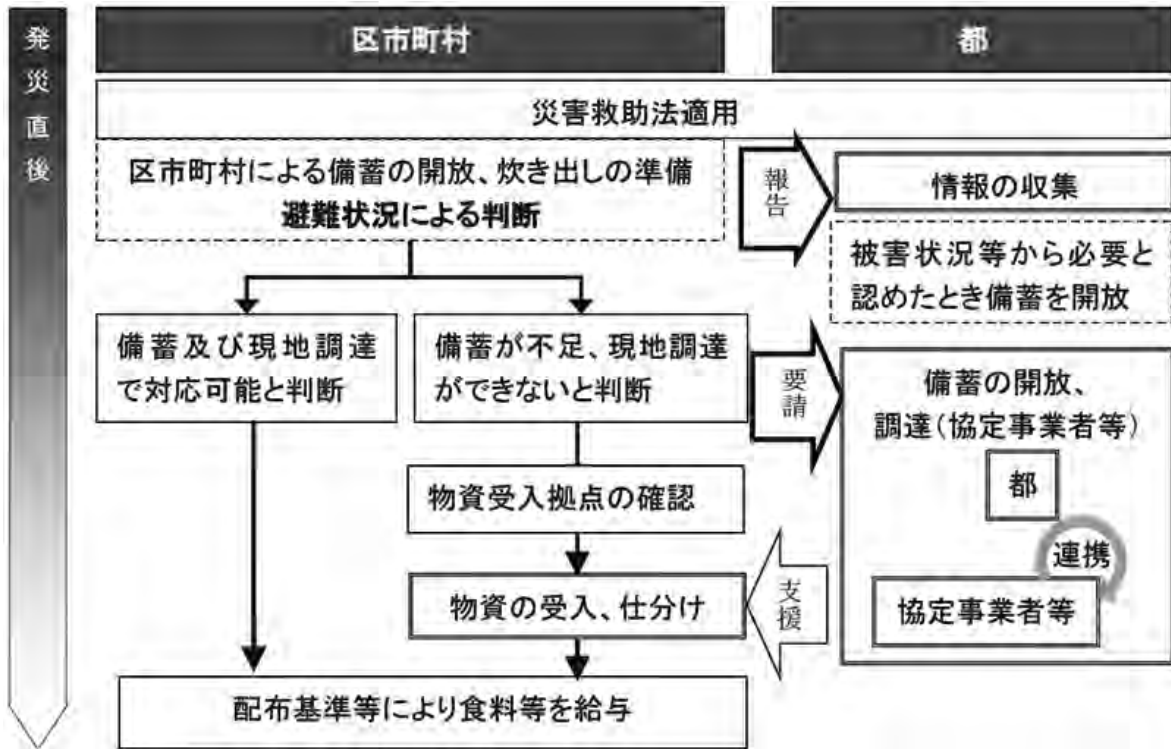 発災直後
区市町村
都
災害救助法適用
区市町村による備蓄の開放、炊き出しの準備
避難状況による判断
報告
情報の収集
被害状況等から必要と
認めたとき備蓄を開放
備蓄及び現地調達
で対応可能と判断
備蓄が不足、現地調達
ができないと判断
要請
備蓄の開放、
調達(協定事業者等)
都
連携
協定事業者等
物資受入拠点の確認
物資の受入、仕分け
支援
配布基準等により食料等を給与